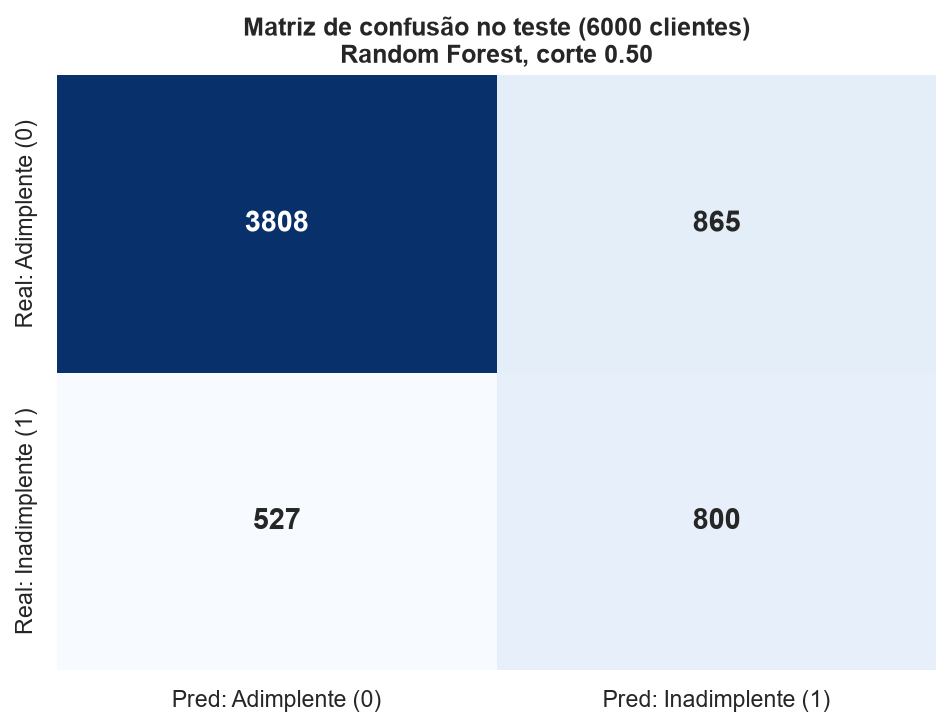 Matriz de confusão no teste (6000 clientes)
Random Forest, corte 0.50
Real: Adimplente (0)
3808
865
Real: Inadimplente (1)
527
800
Pred: Adimplente (0)
Pred: Inadimplente (1)